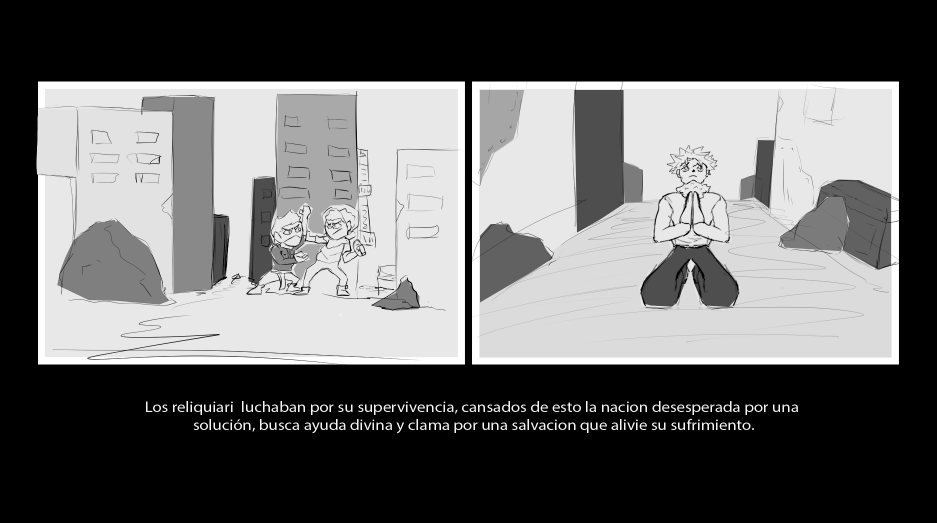 Los reliquiari luchaban por su supervivencia, cansados de esto la nacion desesperada por una
solución, busca ayuda divina y clama por una salvacion que alivie su sufrimiento.